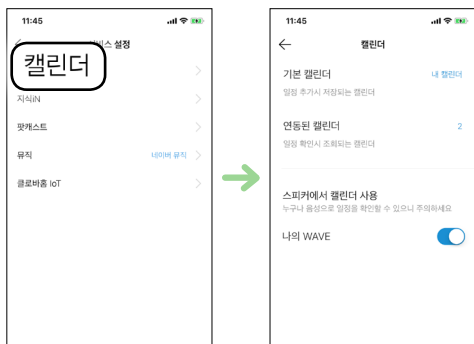 11:45
설정
캘린더
지식iN
팟캐스트
뮤직 네이버 뮤직
클로바홈 IoT
11:45
캘린더
기본 캘린더 내 캘린더
일정 추가시 저장되는 캘린더
연동된 캘린더 2
일정 확인시 조회되는 캘린더
스피커에서 캘린더 사용
누구나 음성으로 일정을 확인할 수 있으니 주의하세요
나의 WAVE